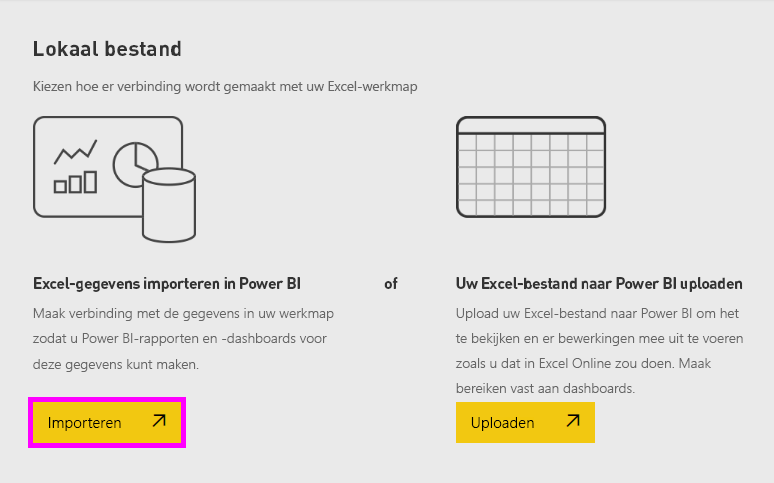 Lokaal bestand
Kiezen hoe er verbinding wordt gemaakt met uw Excel-werkmap
Excel-gegevens importeren in Power BI
Maak verbinding met de gegevens in uw werkmap
zodat u Power BI-rapporten en -dashboards voor
deze gegevens kunt maken.
Importeren
of
Uw Excel-bestand naar Power BI uploaden
Upload uw Excel-bestand naar Power BI om het
te bekijken en er bewerkingen mee uit te voeren
zoals u dat in Excel Online zou doen. Maak
bereiken vast aan dashboards.
Uploaden